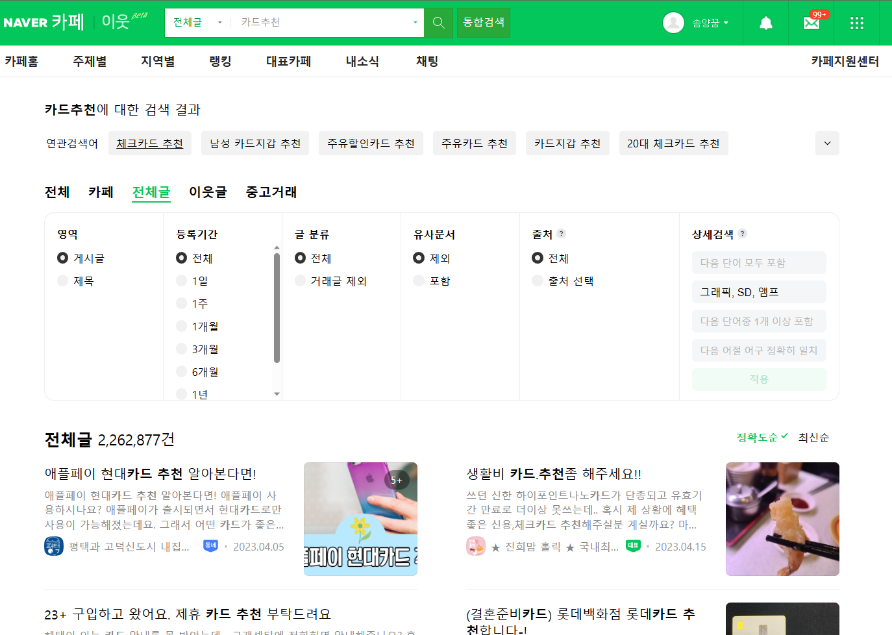 NAVER 카페 이웃 beta 전체글 카드추천 통합검색 99+
카페홈 주제별 지역별 랭킹 대표카페 내소식 채팅 카페지원센터
카드추천에 대한 검색 결과
연관검색어 체크카드 추천 남성 카드지갑 추천 주유할인카드 추천 주유카드 추천 카드지갑 추천 20대 체크카드 추천
전체 카페 전체글 이웃글 중고거래
영역 등록기간 글 분류 유사문서 출처 ? 상세검색 ?
게시글 전체 전체 제외 전체 다음 단어 모두 포함
제목 1일 거래글 제외 포함 출처 선택
그래픽, SD, 앰프
1주
다음 단어중 1개 이상 포함
1개월
3개월 다음 어절 어구 정확히 일치
6개월 적용
1년
전체글 2,262,877건 정확도순 최신순
애플페이 현대카드 추천 알아본다면!
애플페이 현대카드 추천 알아본다면! 애플페이 사
용하시나요? 애플페이가 출시되면서 현대카드로만
사용이 가능해졌는데요. 그래서 어떤 카드가 좋은...
평택과 고덕신도시 내집... 동네 · 2023.04.05
5+
플페이 현대카드
생활비 카드.추천좀 해주세요!!
쓰던 신한 하이포인트나노카드가 단종되고 유효기
간 만료로 더이상 못쓰는데.. 혹시 제 상황에 혜택
좋은 신용,체크카드 추천해주실분 계실까요? 마...
★ 진희맘 홀릭 ★ 국내최... 대표 · 2023.04.15
23+ 구입하고 왔어요. 제휴 카드 추천 부탁드려요
(결혼준비카드) 롯데백화점 롯데카드 추
천합니다~!